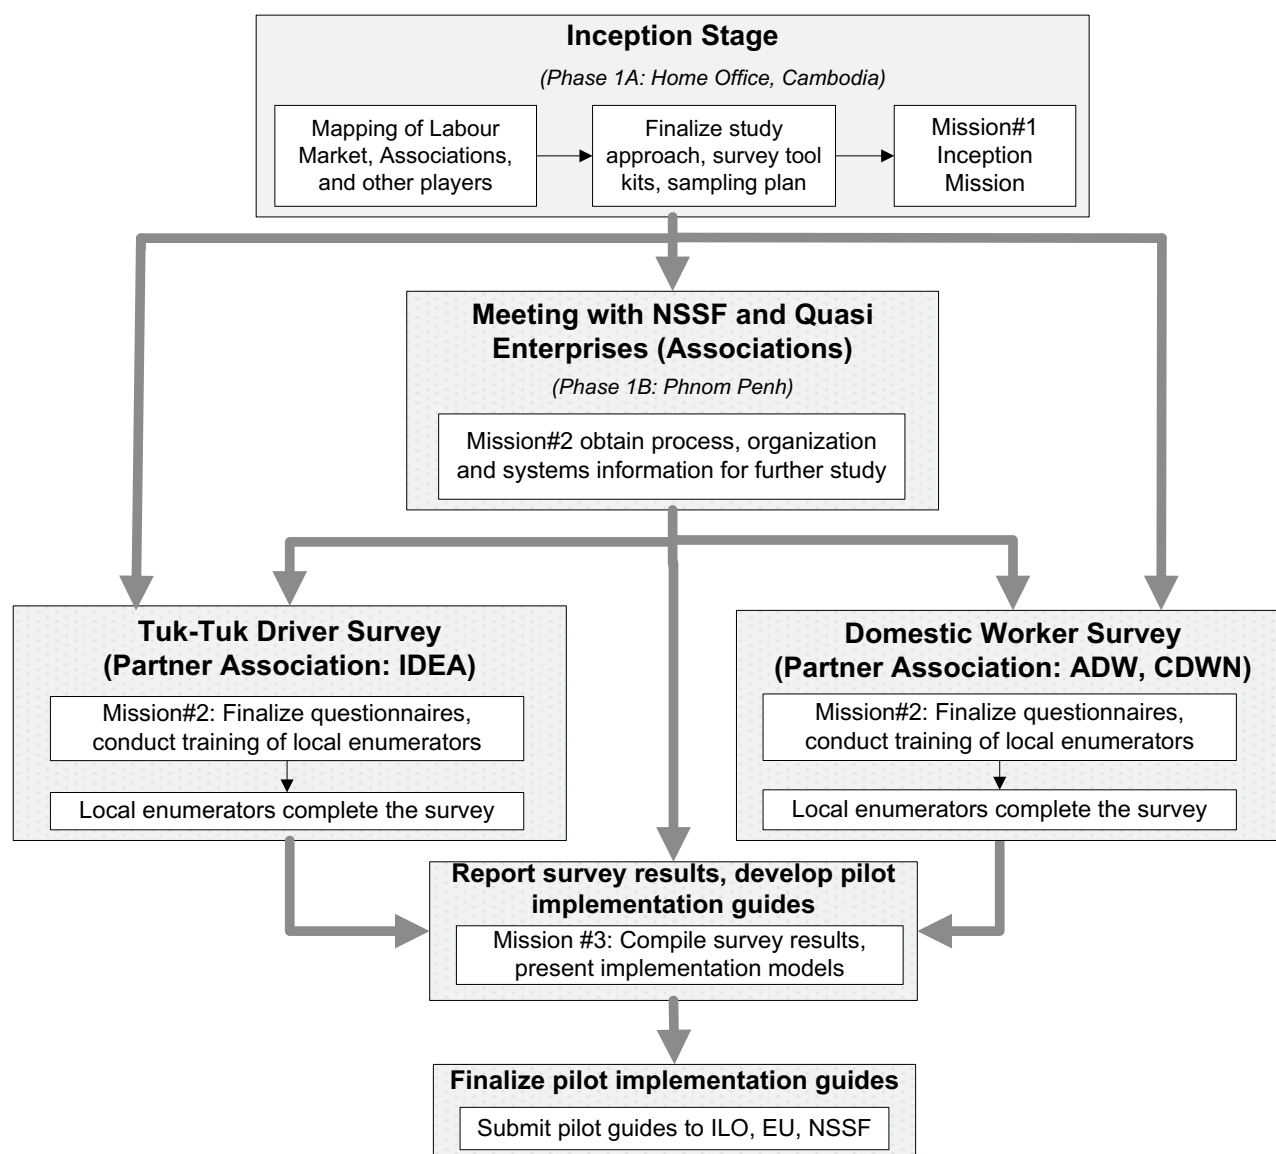 Inception Stage
(Phase 1A: Home Office, Cambodia)
Mapping of Labour
Market, Associations,
and other players
Finalize study
approach, survey tool
kits, sampling plan
Mission#1
Inception
Mission
Meeting with NSSF and Quasi
Enterprises (Associations)
(Phase 1B: Phnom Penh)
Mission#2 obtain process, organization
and systems information for further study
Tuk-Tuk Driver Survey
(Partner Association: IDEA)
Mission#2: Finalize questionnaires,
conduct training of local enumerators
Local enumerators complete the survey
Domestic Worker Survey
(Partner Association: ADW, CDWN)
Mission#2: Finalize questionnaires,
conduct training of local enumerators
Local enumerators complete the survey
Report survey results, develop pilot
implementation guides
Mission #3: Compile survey results,
present implementation models
Finalize pilot implementation guides
Submit pilot guides to ILO, EU, NSSF